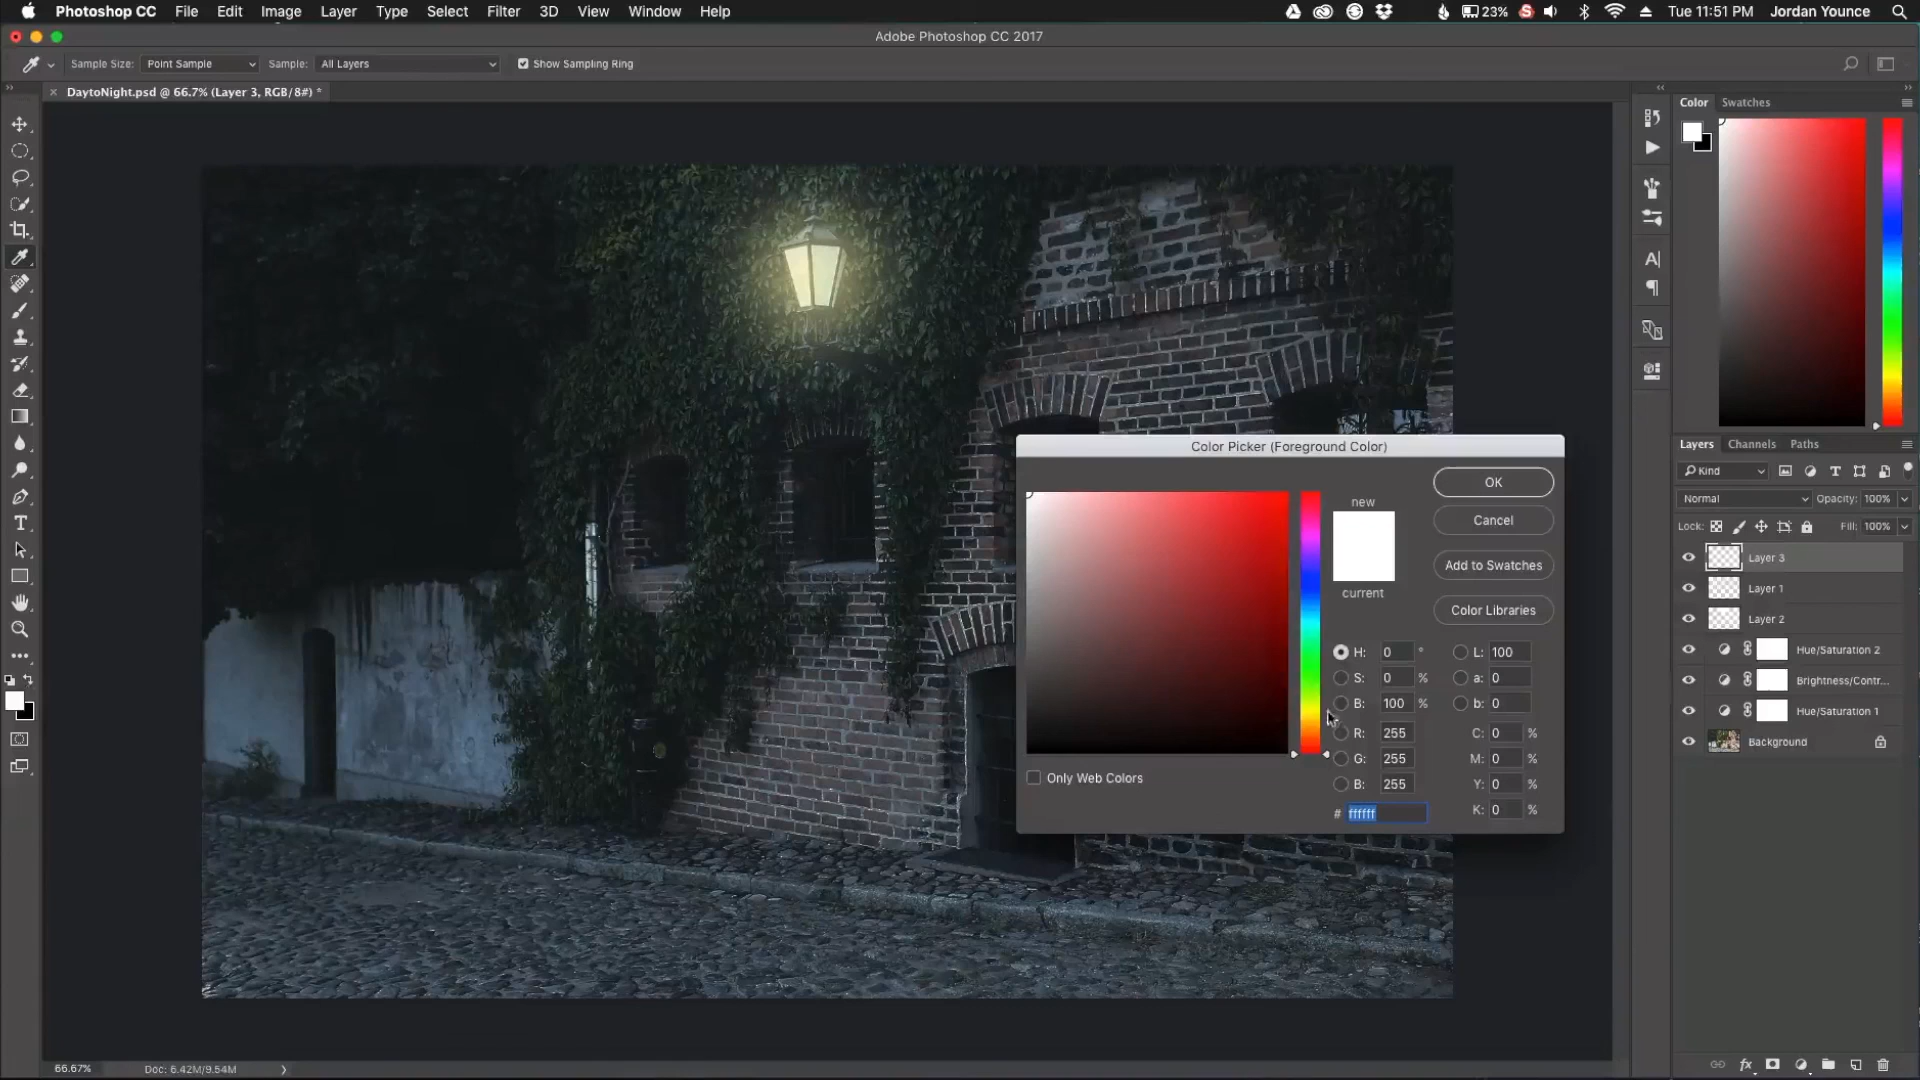 Photoshop CC File Edit Image Layer Type Select Filter 3D View Window Help 23% Tue 11:51 PM Jordan Younce
Adobe Photoshop CC 2017
Sample Size: Point Sample Sample: All Layers Show Sampling Ring
DaytoNight.psd @ 66.7% (Layer 3, RGB/8#) *
Color Swatches
Color Picker (Foreground Color)
new
current
OK
Cancel
Add to Swatches
Color Libraries
H: 0 ° L: 100
S: 0 % a: 0
B: 100 % b: 0
R: 255 C: 0 %
G: 255 M: 0 %
B: 255 Y: 0 %
# ffffff K: 0 %
Only Web Colors
Layers Channels Paths
Kind
Normal Opacity: 100%
Lock: Fill: 100%
Layer 3
Layer 1
Layer 2
Hue/Saturation 2
Brightness/Contr...
Hue/Saturation 1
Background
66.67% Doc: 6.42M/9.54M